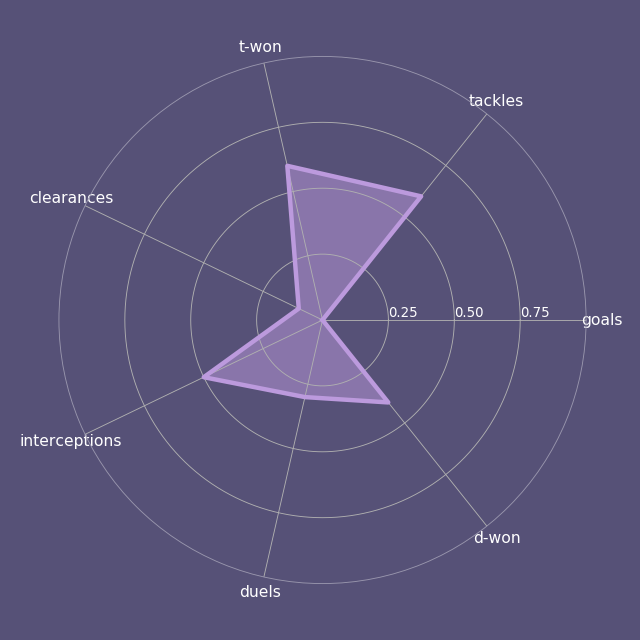 t-won
tackles
clearances
0.25 0.50 0.75
goals
interceptions
d-won
duels